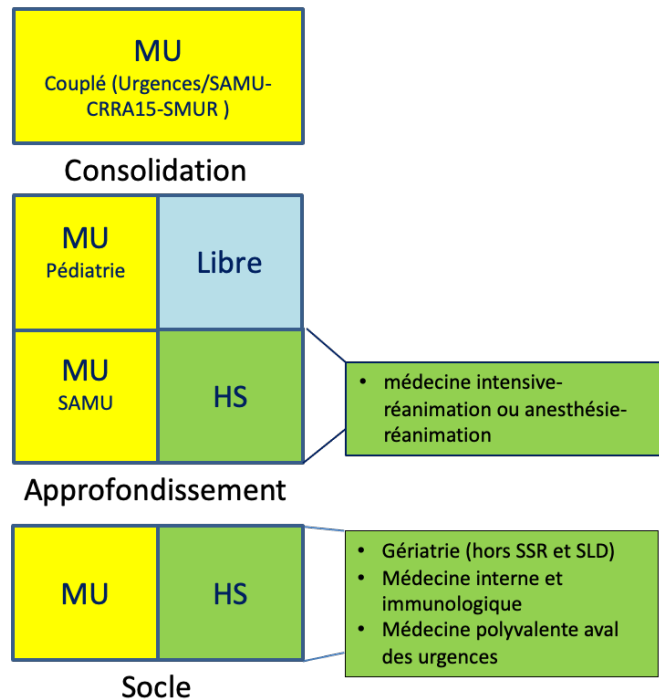 MU
Couplé (Urgences/SAMU-
CRRA15-SMUR )
Consolidation
MU
Pédiatrie
Libre
MU
SAMU
HS
• médecine intensive-
réanimation ou anesthésie-
réanimation
Approfondissement
MU
HS
• Gériatrie (hors SSR et SLD)
• Médecine interne et
immunologique
• Médecine polyvalente aval
des urgences
Socle